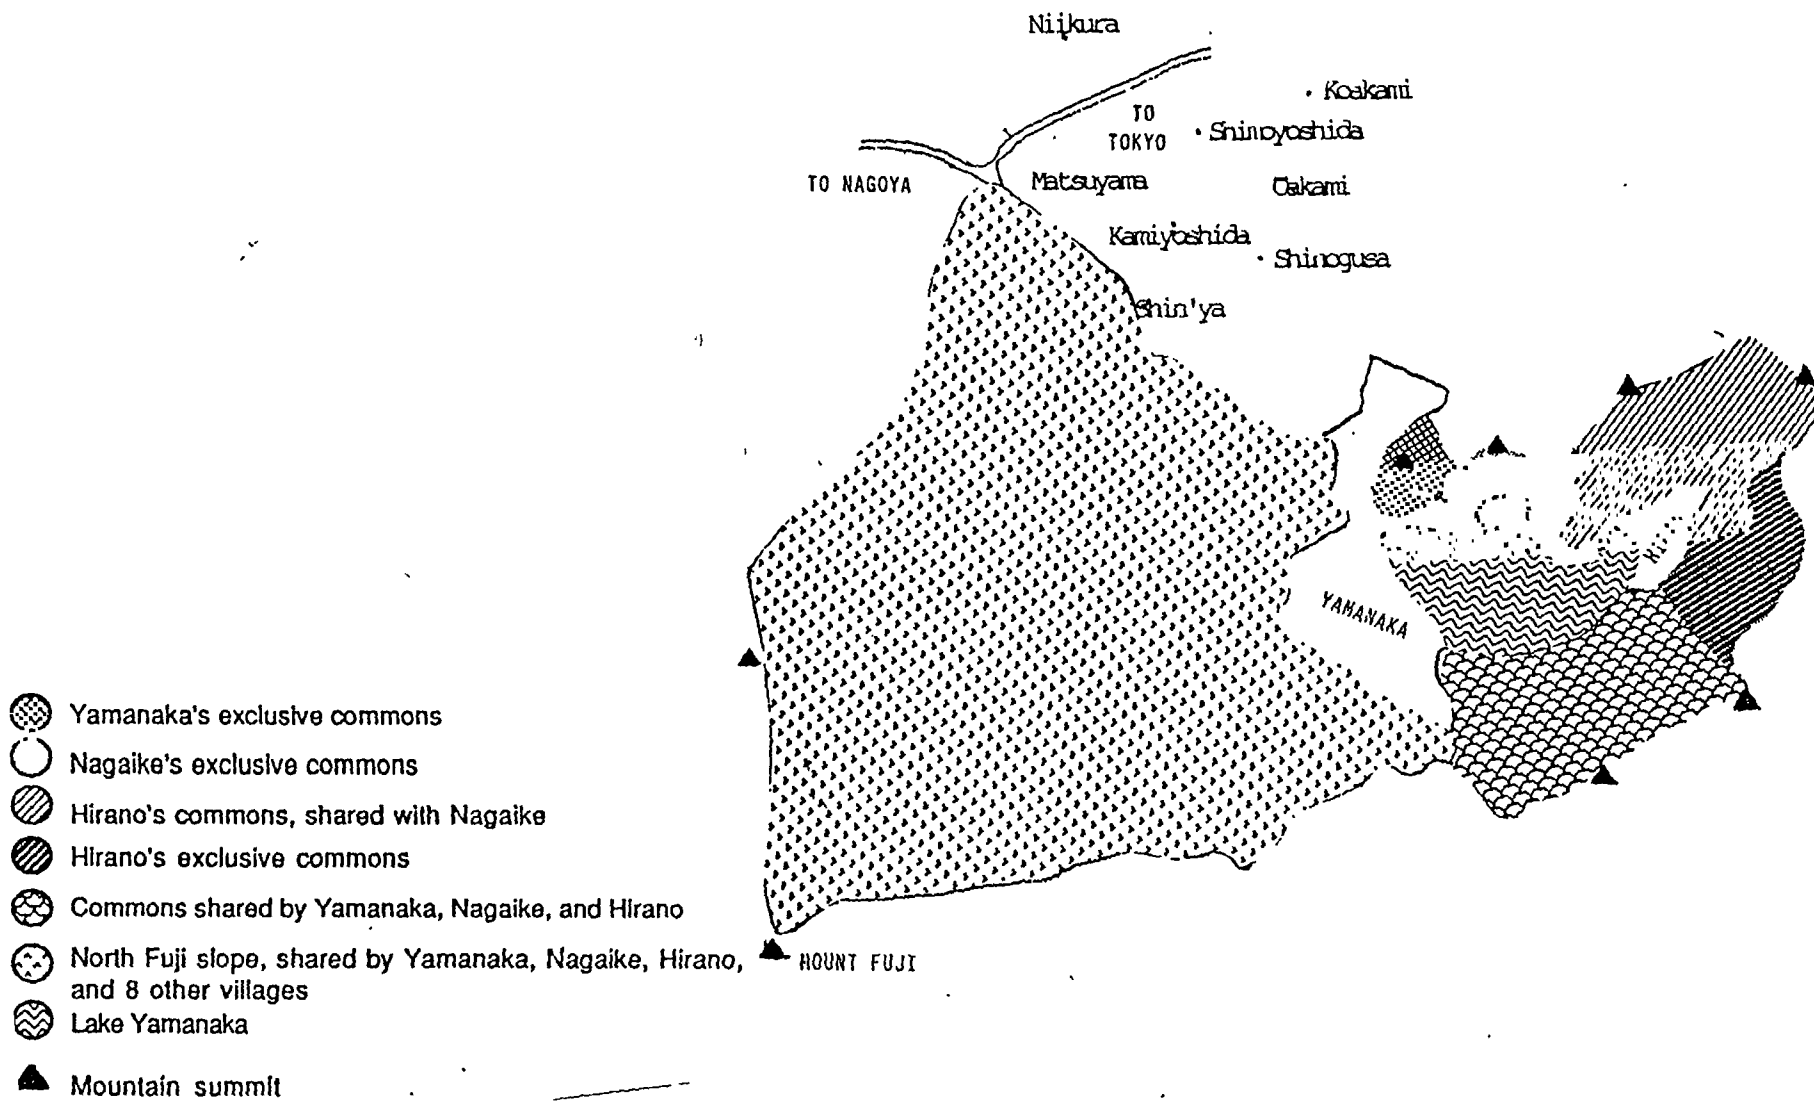 Niijkura
Koakami
TO
TOKYO
Shimoyoshida
TO NAGOYA
Matsuyama
Oakami
Kamiyoshida
Shibogusa
Shin'ya
YAMANAKA
MOUNT FUJI
Yamanaka's exclusive commons
Nagaike's exclusive commons
Hirano's commons, shared with Nagaike
Hirano's exclusive commons
Commons shared by Yamanaka, Nagaike, and Hirano
North Fuji slope, shared by Yamanaka, Nagaike, Hirano,
and 8 other villages
Lake Yamanaka
Mountain summit